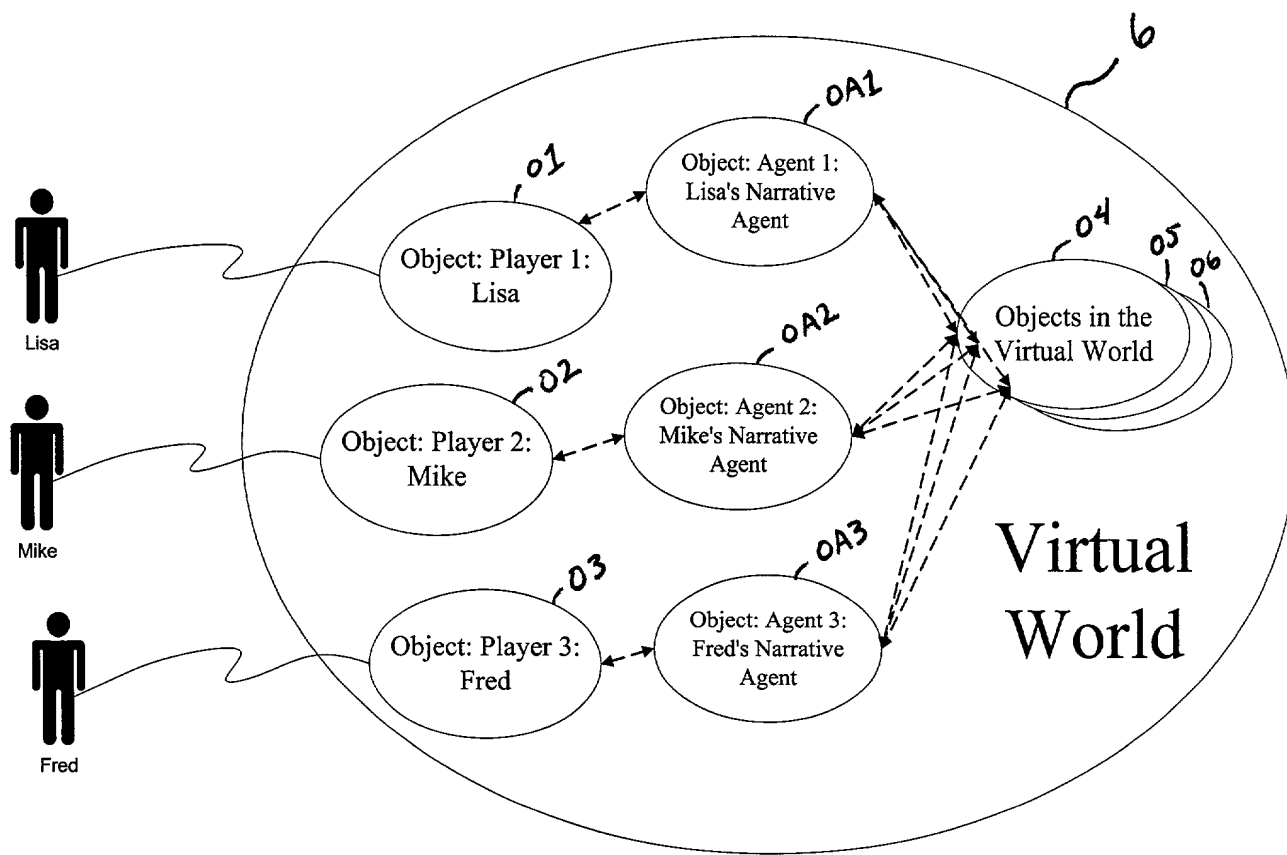 6
OA1
Object: Agent 1:
Lisa's Narrative
Agent
O1
Object: Player 1:
Lisa
Lisa
O4
O5
O6
Objects in the
Virtual World
OA2
Object: Agent 2:
Mike's Narrative
Agent
O2
Object: Player 2:
Mike
Mike
OA3
Object: Agent 3:
Fred's Narrative
Agent
O3
Object: Player 3:
Fred
Fred
Virtual
World